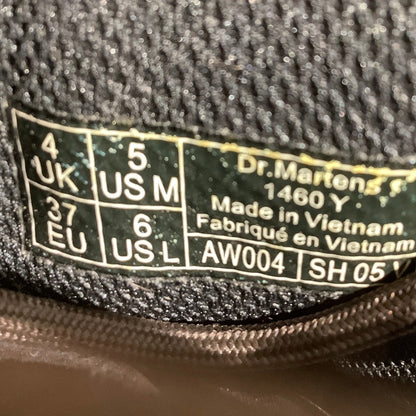 4
UK
5
US M
37
EU
6
US L
Dr.Martens
1460 Y
Made in Vietnam
Fabriqué en Vietnam
AW004
SH 05